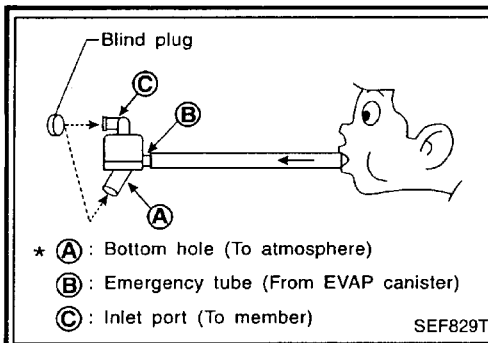 Blind plug
C
B
A
* A : Bottom hole (To atmosphere)
B : Emergency tube (From EVAP canister)
C : Inlet port (To member)
SEF829T